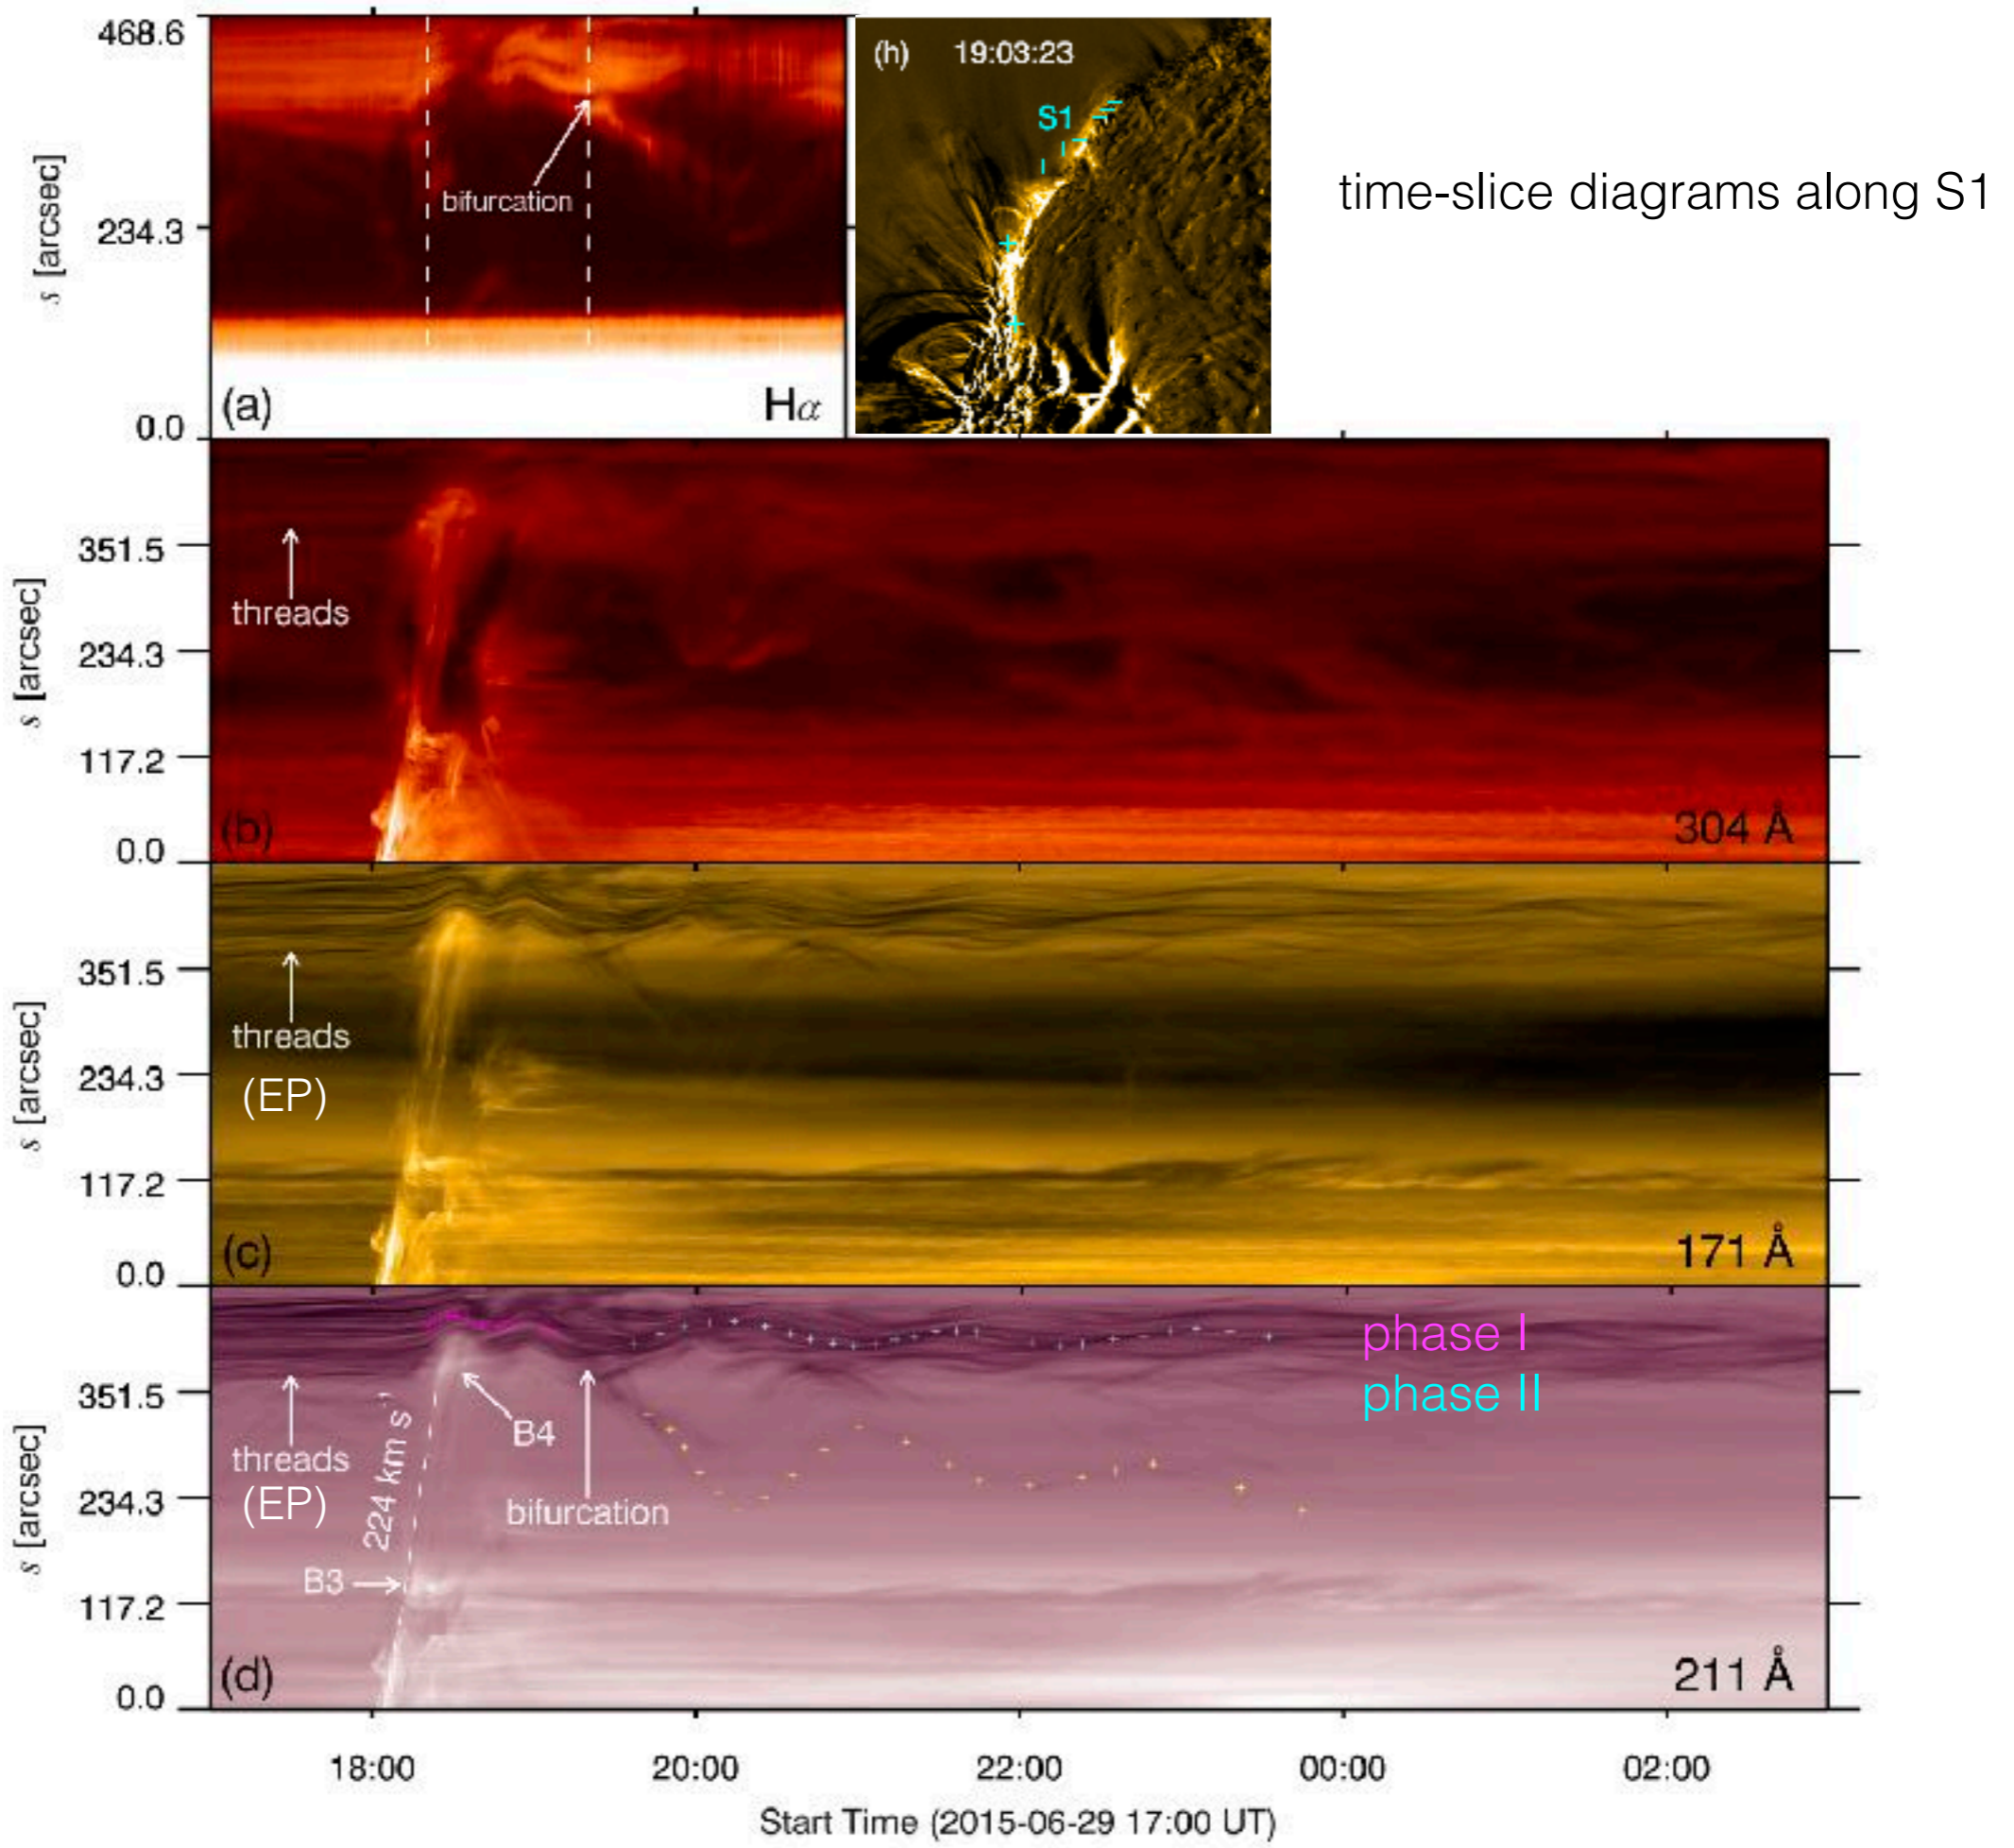 468.6
234.3
0.0
s [arcsec]
bifurcation
(a)
Hα
(h) 19:03:23
S1
time-slice diagrams along S1
351.5
234.3
117.2
0.0
s [arcsec]
threads
(b)
304 Å
351.5
234.3
117.2
0.0
s [arcsec]
threads
(EP)
(c)
171 Å
351.5
234.3
117.2
0.0
s [arcsec]
threads
(EP)
224 km s⁻¹
B4
B3
bifurcation
phase I
phase II
(d)
211 Å
18:00 20:00 22:00 00:00 02:00
Start Time (2015-06-29 17:00 UT)